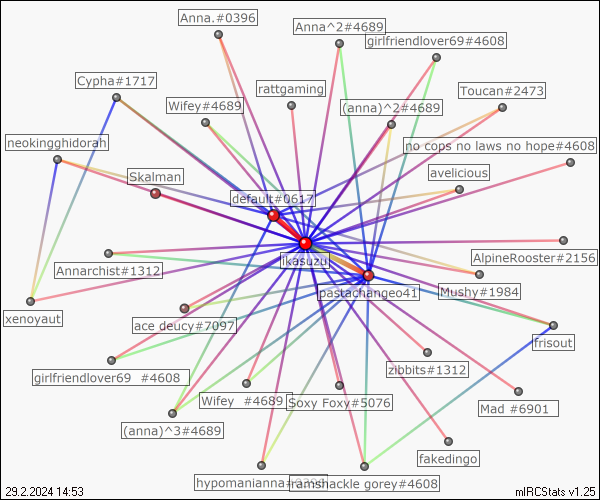 Anna.#0396
Anna^2#4689
girlfriendlover69#4608
Cypha#1717
rattgaming
Toucan#2473
Wifey#4689
(anna)^2#4689
neokingghidorah
no cops no laws no hope#4608
Skalman
avelicious
default#0617
Ikasuzu
AlpineRooster#2156
Annarchist#1312
pastachangeo41
Mushy#1984
xenoyaut
ace deucy#7097
frisout
zibbits#1312
girlfriendlover69 #4608
Wifey #4689
Soxy Foxy#5076
Mad #6901
(anna)^3#4689
fakedingo
hypomanianna
ramshackle gorey#4608
29.2.2024 14:53
mIRCStats v1.25